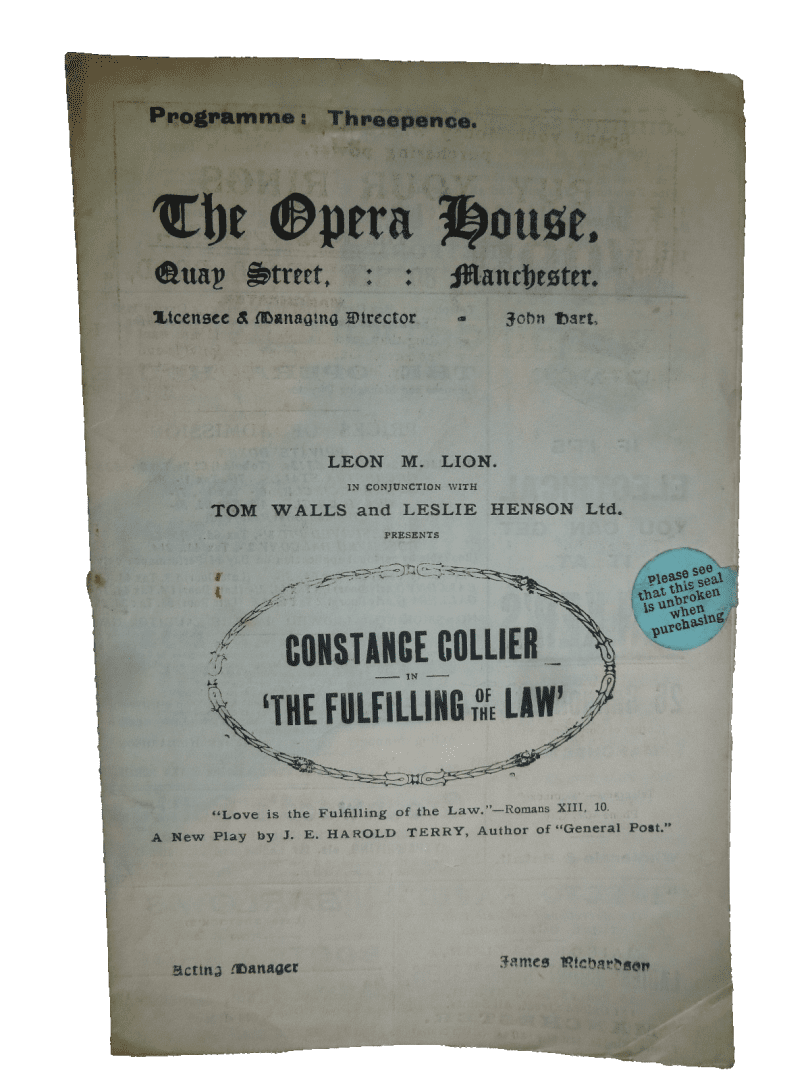 Programme: Threepence.
The Opera House,
Quay Street, : : Manchester.
Licensee & Managing Director - John Hart.
LEON M. LION.
IN CONJUNCTION WITH
TOM WALLS and LESLIE HENSON Ltd.
PRESENTS
CONSTANCE COLLIER
— IN —
'THE FULFILLING OF THE LAW'
Please see
that this seal
is unbroken
when
purchasing
"Love is the Fulfilling of the Law."—Romans XIII, 10.
A New Play by J. E. HAROLD TERRY, Author of "General Post."
Acting Manager James Richardson